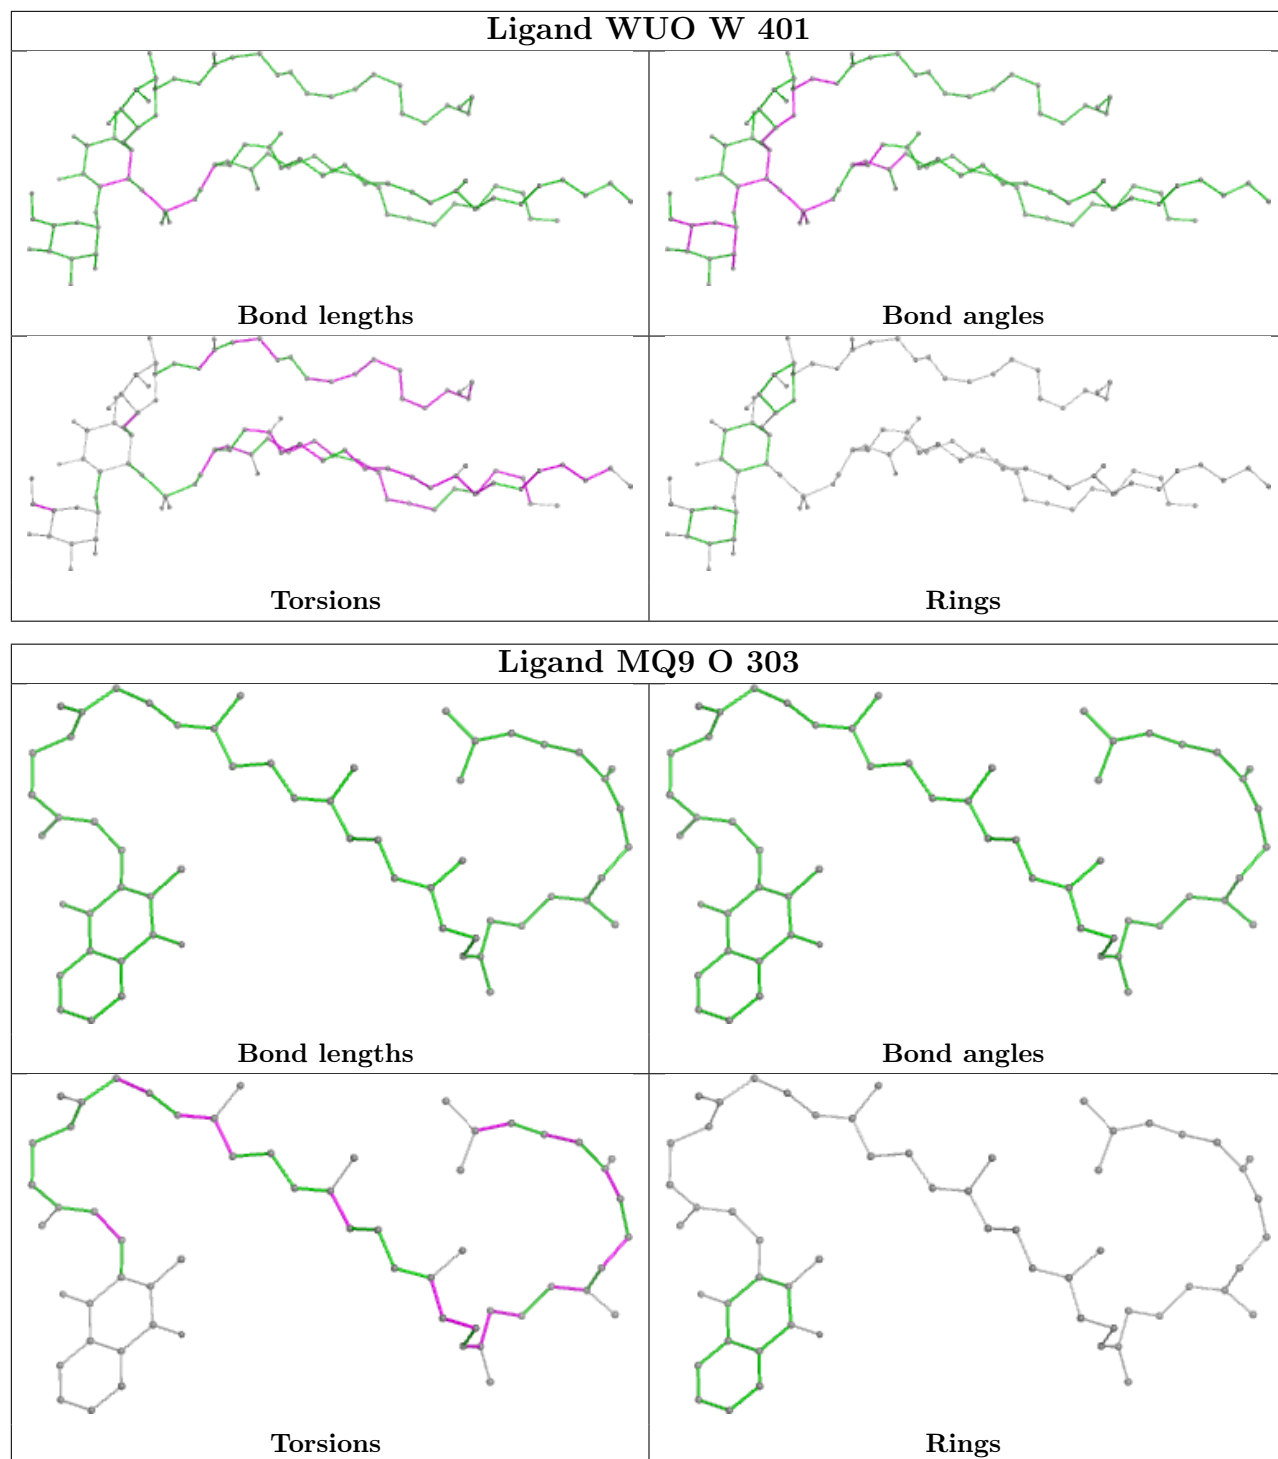 Ligand WUO W 401
Bond lengths
Bond angles
Torsions
Rings
Ligand MQ9 O 303
Bond lengths
Bond angles
Torsions
Rings